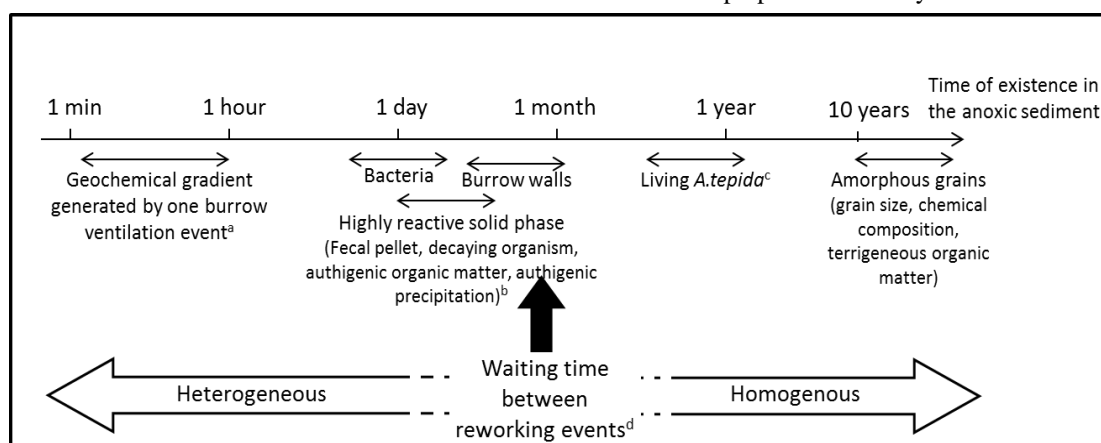 1 min
1 hour
1 day
1 month
1 year
10 years
Time of existence in
the anoxic sediment
Geochemical gradient
generated by one burrow
ventilation eventᵃ
Bacteria
Burrow walls
Highly reactive solid phase
(Fecal pellet, decaying organism,
authigenic organic matter, authigenic
precipitation)ᵇ
Living A.tepidaᶜ
Amorphous grains
(grain size, chemical
composition,
terrigeneous organic
matter)
Heterogeneous
Waiting time
between
reworking eventsᵈ
Homogenous